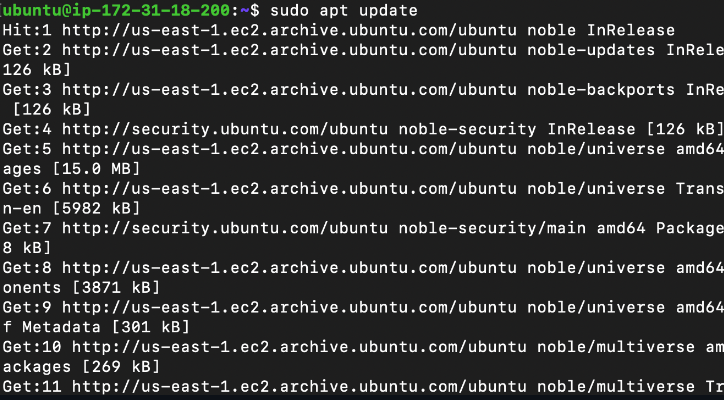 [ubuntu@ip-172-31-18-200:~$ sudo apt update
Hit:1 http://us-east-1.ec2.archive.ubuntu.com/ubuntu noble InRelease
Get:2 http://us-east-1.ec2.archive.ubuntu.com/ubuntu noble-updates InRele
126 kB]
Get:3 http://us-east-1.ec2.archive.ubuntu.com/ubuntu noble-backports InRe
[126 kB]
Get:4 http://security.ubuntu.com/ubuntu noble-security InRelease [126 kB]
Get:5 http://us-east-1.ec2.archive.ubuntu.com/ubuntu noble/universe amd64
ages [15.0 MB]
Get:6 http://us-east-1.ec2.archive.ubuntu.com/ubuntu noble/universe Trans
n-en [5982 kB]
Get:7 http://security.ubuntu.com/ubuntu noble-security/main amd64 Package
8 kB]
Get:8 http://us-east-1.ec2.archive.ubuntu.com/ubuntu noble/universe amd64
onents [3871 kB]
Get:9 http://us-east-1.ec2.archive.ubuntu.com/ubuntu noble/universe amd64
f Metadata [301 kB]
Get:10 http://us-east-1.ec2.archive.ubuntu.com/ubuntu noble/multiverse am
ackages [269 kB]
Get:11 http://us-east-1.ec2.archive.ubuntu.com/ubuntu noble/multiverse Tr